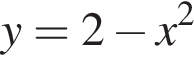 y = 2 − x²